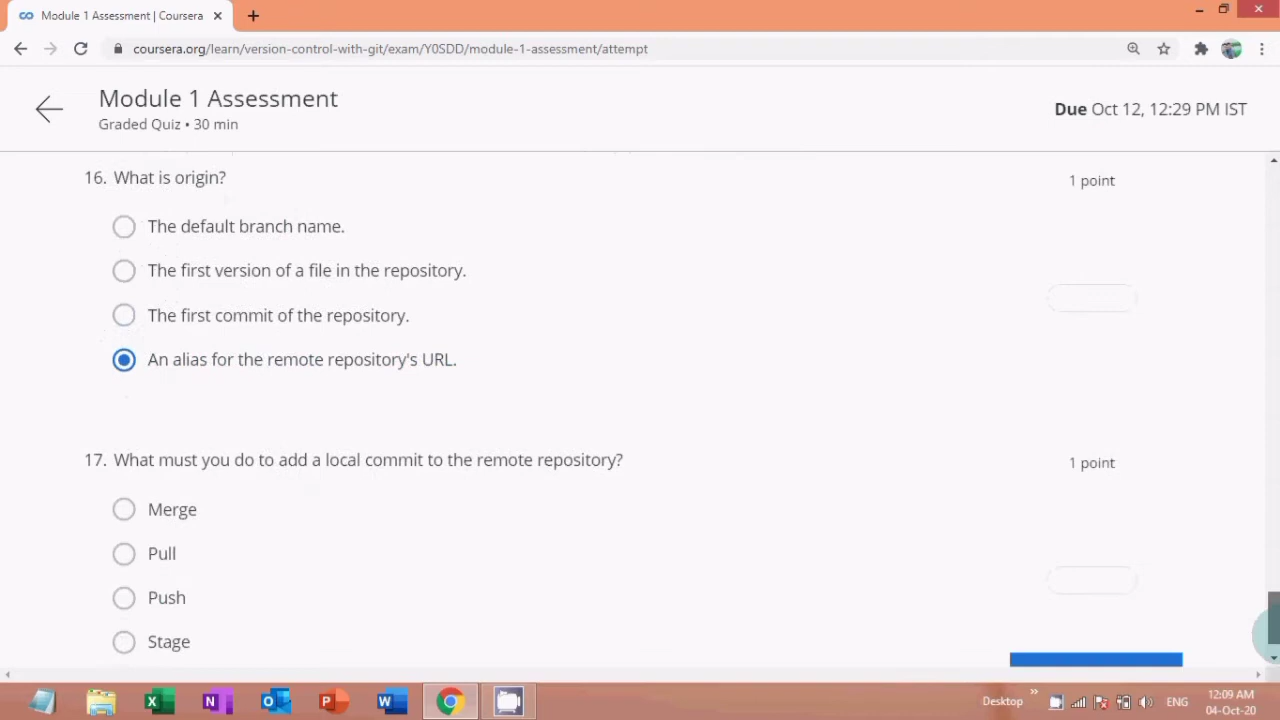 Module 1 Assessment | Coursera
coursera.org/learn/version-control-with-git/exam/Y0SDD/module-1-assessment/attempt
Module 1 Assessment
Graded Quiz • 30 min
Due Oct 12, 12:29 PM IST
16. What is origin?
1 point
The default branch name.
The first version of a file in the repository.
The first commit of the repository.
An alias for the remote repository's URL.
17. What must you do to add a local commit to the remote repository?
1 point
Merge
Pull
Push
Stage
Desktop
ENG
12:09 AM
04-Oct-20